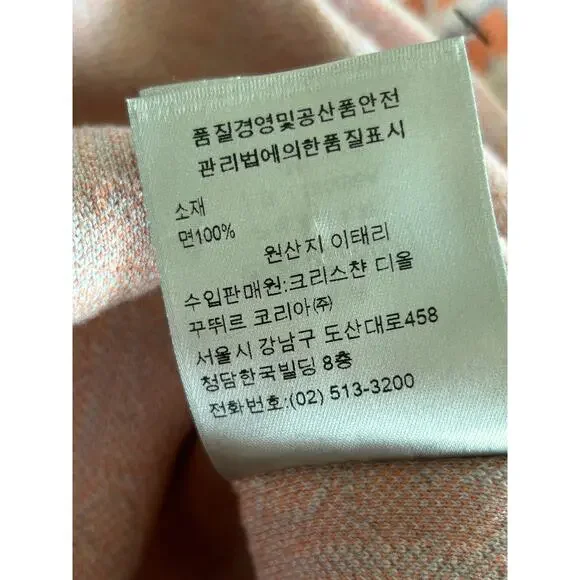 품질경영및공산품안전
관리법에의한품질표시
소재
면100%
원산지 이태리
수입판매원:크리스챤 디올
꾸뛰르 코리아㈜
서울시 강남구 도산대로458
청담한국빌딩 8층
전화번호:(02) 513-3200